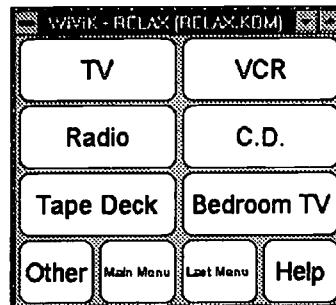 WiViK - RELAX (RELAX.KBM)
TV VCR
Radio C.D.
Tape Deck Bedroom TV
Other Main Menu Last Menu Help